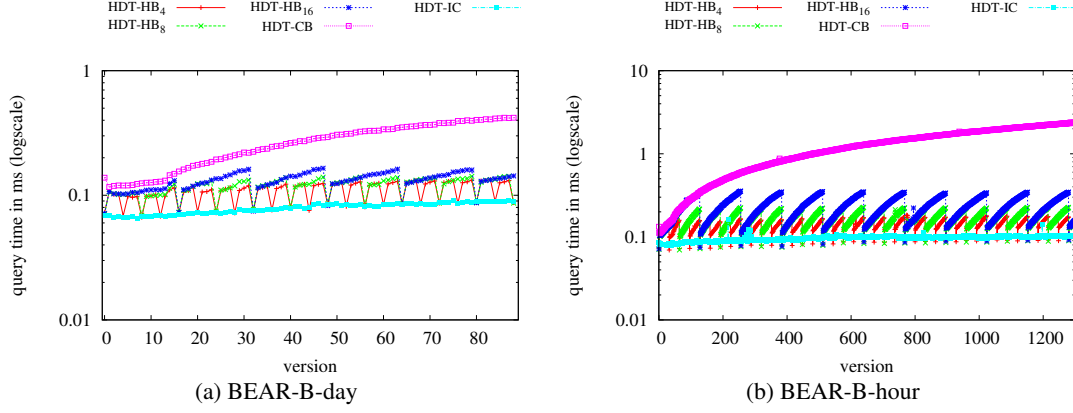 HDT-HB4 HDT-HB16 HDT-IC
HDT-HB8 HDT-CB
query time in ms (logscale)
1
0.1
0.01
0 10 20 30 40 50 60 70 80
version
(a) BEAR-B-day
HDT-HB4 HDT-HB16 HDT-IC
HDT-HB8 HDT-CB
query time in ms (logscale)
10
1
0.1
0.01
0 200 400 600 800 1000 1200
version
(b) BEAR-B-hour